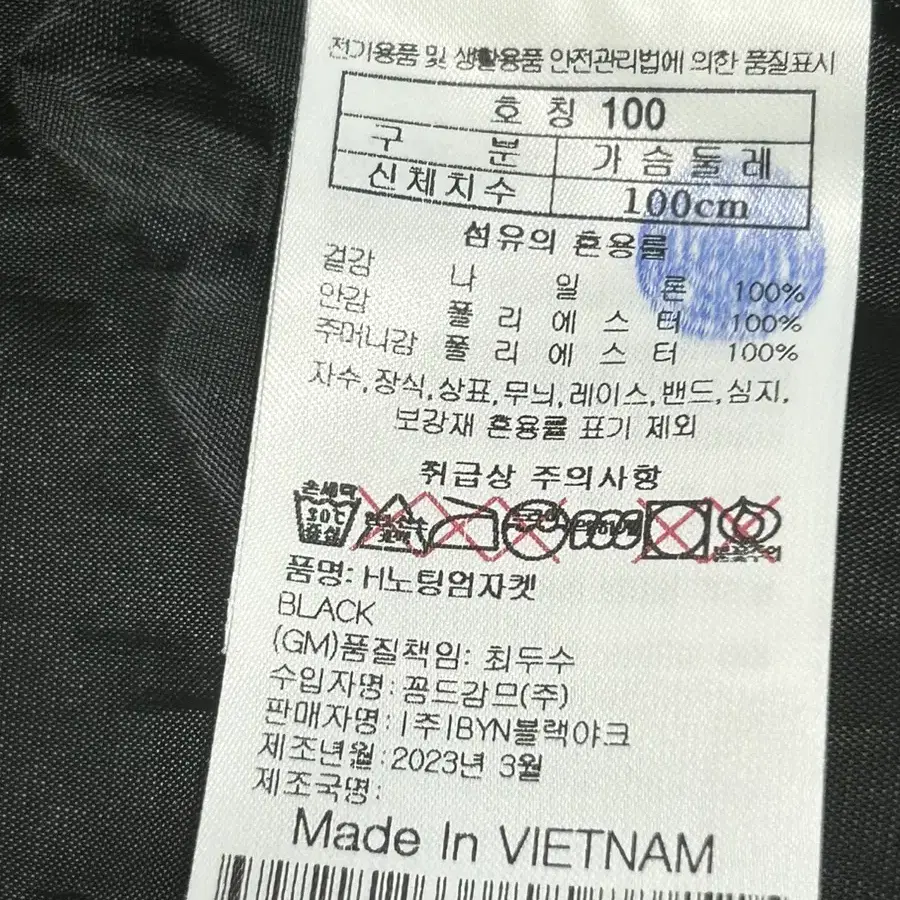 전기용품 및 생활용품 안전관리법에 의한 품질표시
호 칭 100
구 분 가 슴 둘 레
신체치수 100cm
섬유의 혼용률
겉감 나 일 론 100%
안감 폴 리 에 스 터 100%
주머니감 폴 리 에 스 터 100%
자수,장식,상표,무늬,레이스,밴드,심지,
보강재 혼용률 표기 제외
취급상 주의사항
손세탁
30℃
중성
드라이
품명: H노팅엄자켓
BLACK
(GM)품질책임: 최두수
수입자명: 꽁드감므(주)
판매자명:(주)BYN블랙야크
제조년월:2023년 3월
제조국명:
Made In VIETNAM